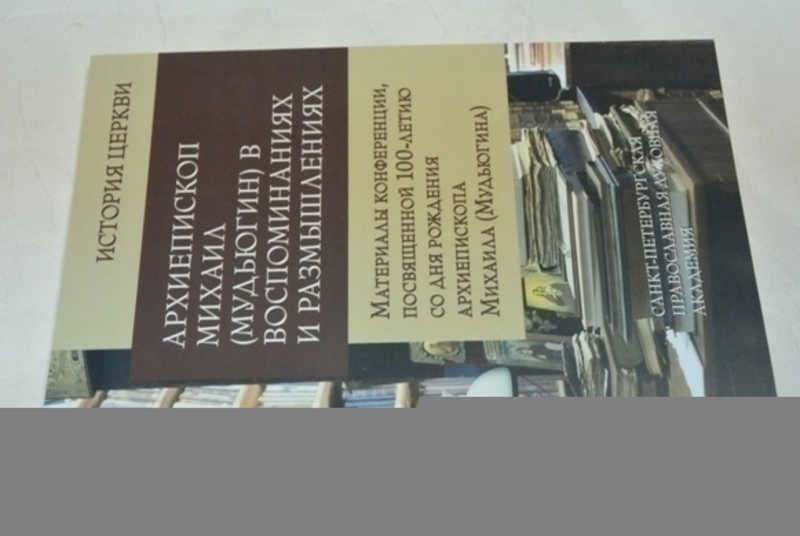 ИСТОРИЯ ЦЕРКВИ
АРХИЕПИСКОП
МИХАИЛ
(МУДЬЮГИН) В
ВОСПОМИНАНИЯХ
И РАЗМЫШЛЕНИЯХ
МАТЕРИАЛЫ КОНФЕРЕНЦИИ,
ПОСВЯЩЕННОЙ 100-ЛЕТИЮ
СО ДНЯ РОЖДЕНИЯ
АРХИЕПИСКОПА
МИХАИЛА (МУДЬЮГИНА)
САНКТ-ПЕТЕРБУРГСКАЯ
ПРАВОСЛАВНАЯ ДУХОВНАЯ
АКАДЕМИЯ